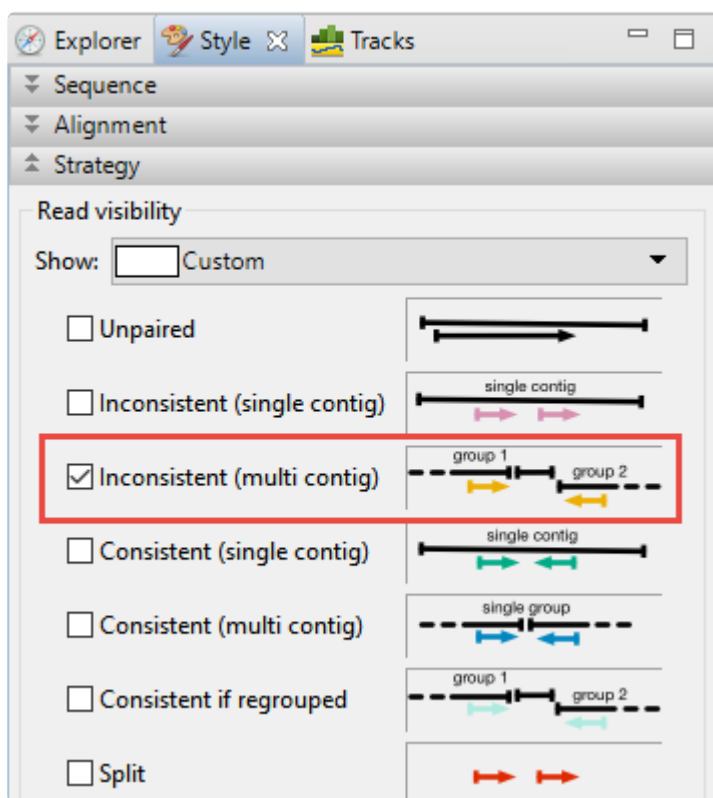 Explorer Style Tracks
Sequence
Alignment
Strategy
Read visibility
Show: Custom
Unpaired
Inconsistent (single contig) single contig
Inconsistent (multi contig) group 1 group 2
Consistent (single contig) single contig
Consistent (multi contig) single group
Consistent if regrouped group 1 group 2
Split